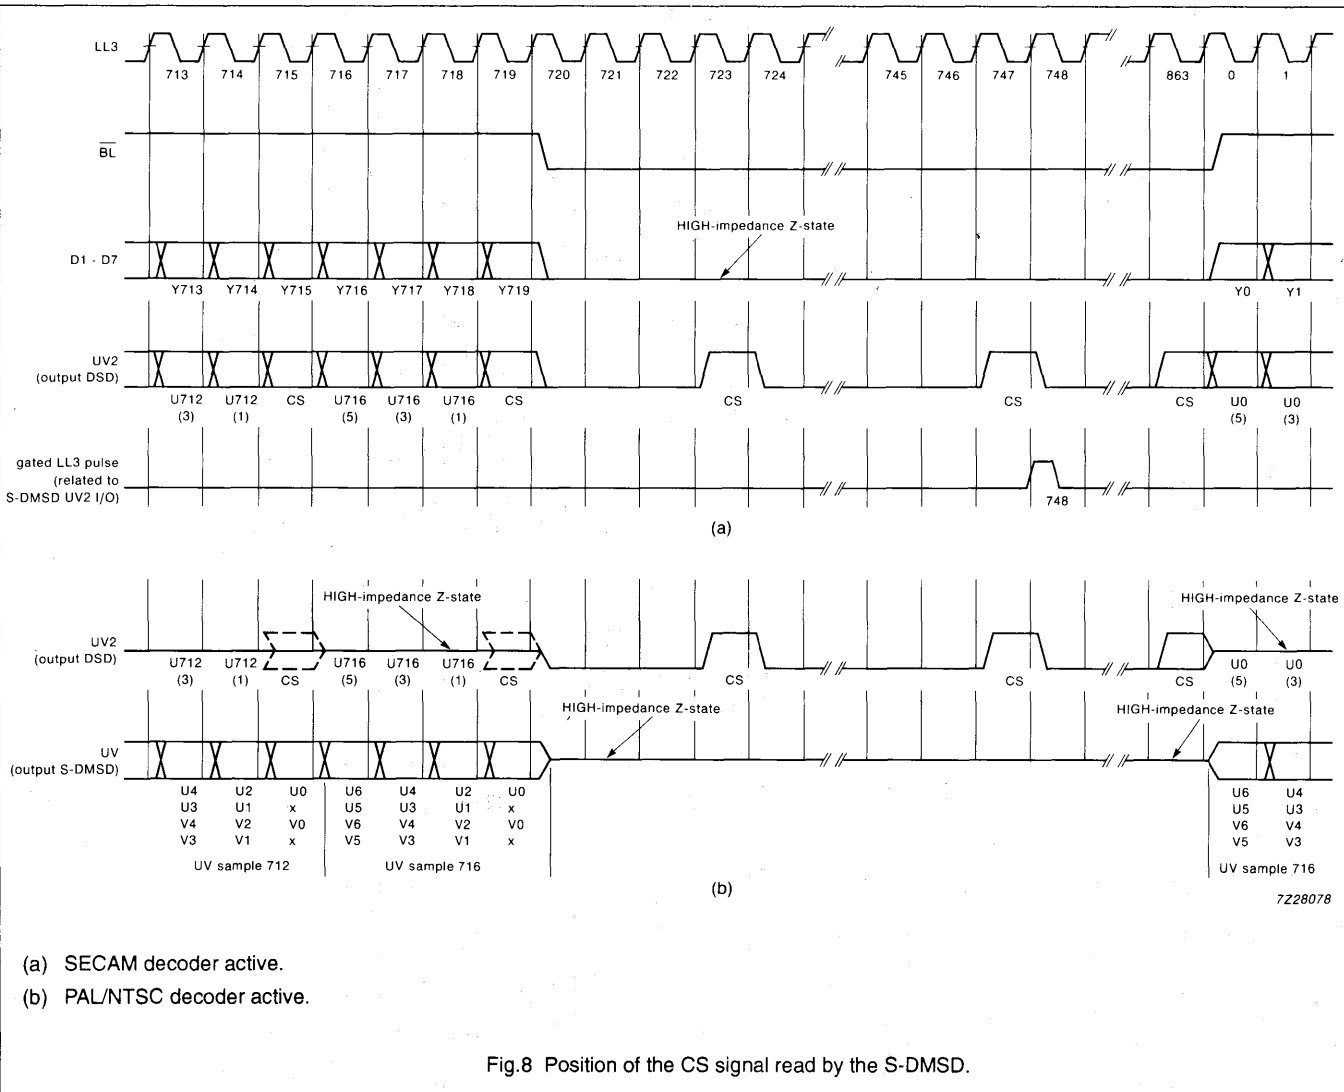 LL3
713 714 715 716 717 718 719 720 721 722 723 724 745 746 747 748 863 0 1
BL
HIGH-impedance Z-state
D1 - D7
Y713 Y714 Y715 Y716 Y717 Y718 Y719 Y0 Y1
UV2
(output DSD)
U712 U712 CS U716 U716 U716 CS CS CS CS U0 U0
(3) (1) (5) (3) (1) (5) (3)
gated LL3 pulse
(related to
S-DMSD UV2 I/O)
748
(a)
HIGH-impedance Z-state HIGH-impedance Z-state
UV2
(output DSD)
U712 U712 U716 U716 U716 U0 U0
(3) (1) CS (5) (3) (1) CS CS CS CS (5) (3)
HIGH-impedance Z-state HIGH-impedance Z-state
UV
(output S-DMSD)
U4 U2 U0 U6 U4 U2 U0 U6 U4
U3 U1 x U5 U3 U1 x U5 U3
V4 V2 V0 V6 V4 V2 V0 V6 V4
V3 V1 x V5 V3 V1 x V5 V3
UV sample 712 UV sample 716 UV sample 716
(b)
7Z28078
(a) SECAM decoder active.
(b) PAL/NTSC decoder active.
Fig.8 Position of the CS signal read by the S-DMSD.